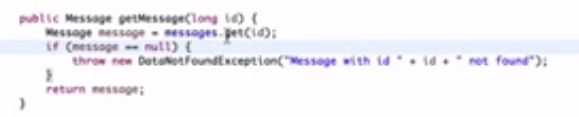 public Message getMessage(long id) {
Message message = messages.get(id);
if (message == null) {
throw new DataNotFoundException("Message with id " + id + " not found");
}
return message;
}